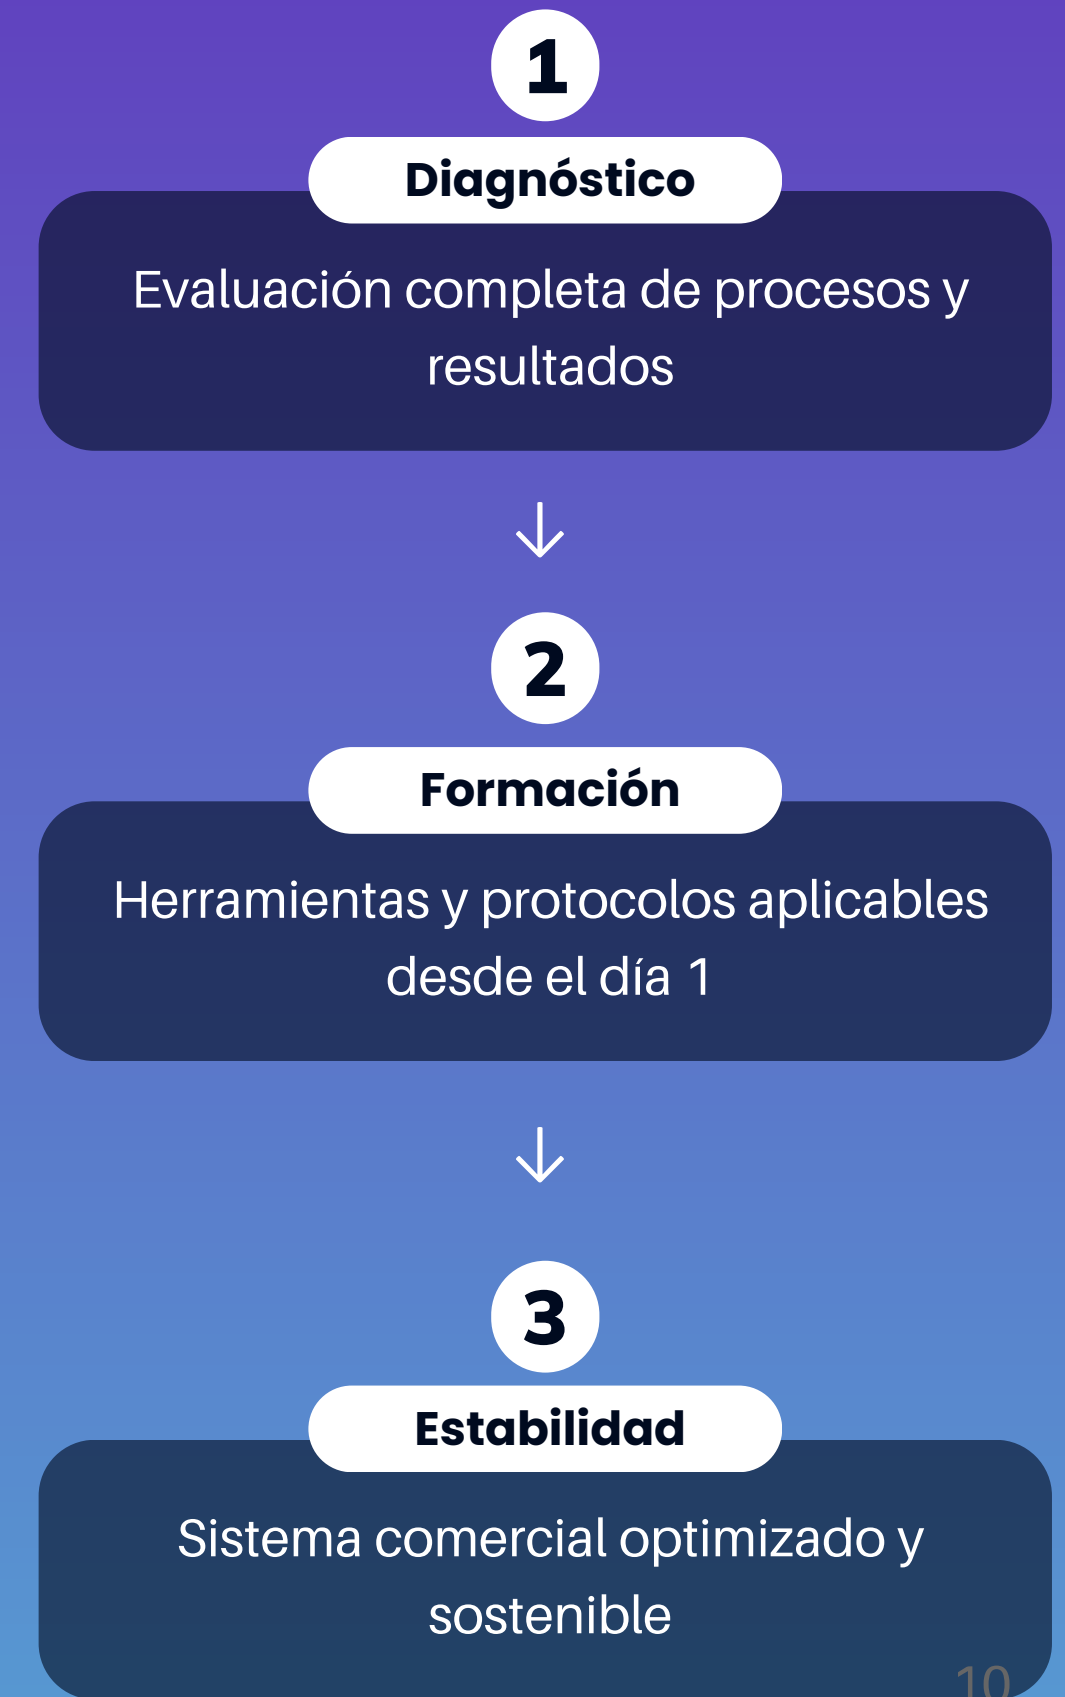 1
Diagnóstico
Evaluación completa de procesos y
resultados
2
Formación
Herramientas y protocolos aplicables
desde el día 1
3
Estabilidad
Sistema comercial optimizado y
sostenible
10